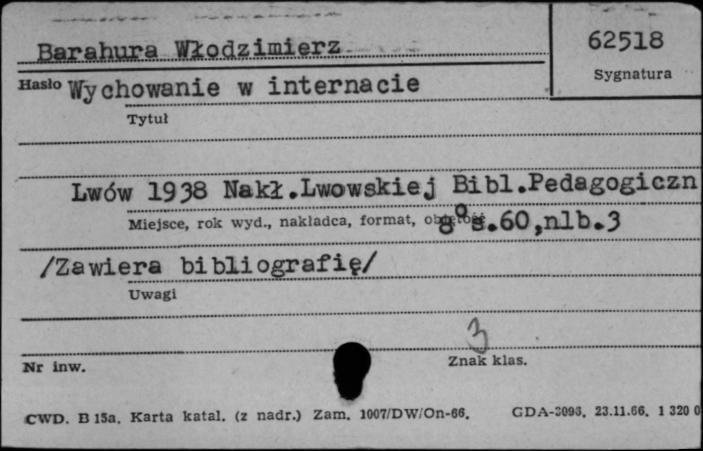 Barahura Włodzimierz
62518
Sygnatura
Hasło Wychowanie w internacie
Tytuł
Lwów 1938 Nakł.Lwowskiej Bibl.Pedagogiczn
Miejsce, rok wyd., nakładca, format, objętość 8° s.60,nlb.3
/Zawiera bibliografię/
Uwagi
3
Nr inw.
Znak klas.
CWD. B 15a. Karta katal. (z nadr.) Zam. 1007/DW/On-66. GDA-3093, 23.11.66. 1 320 0